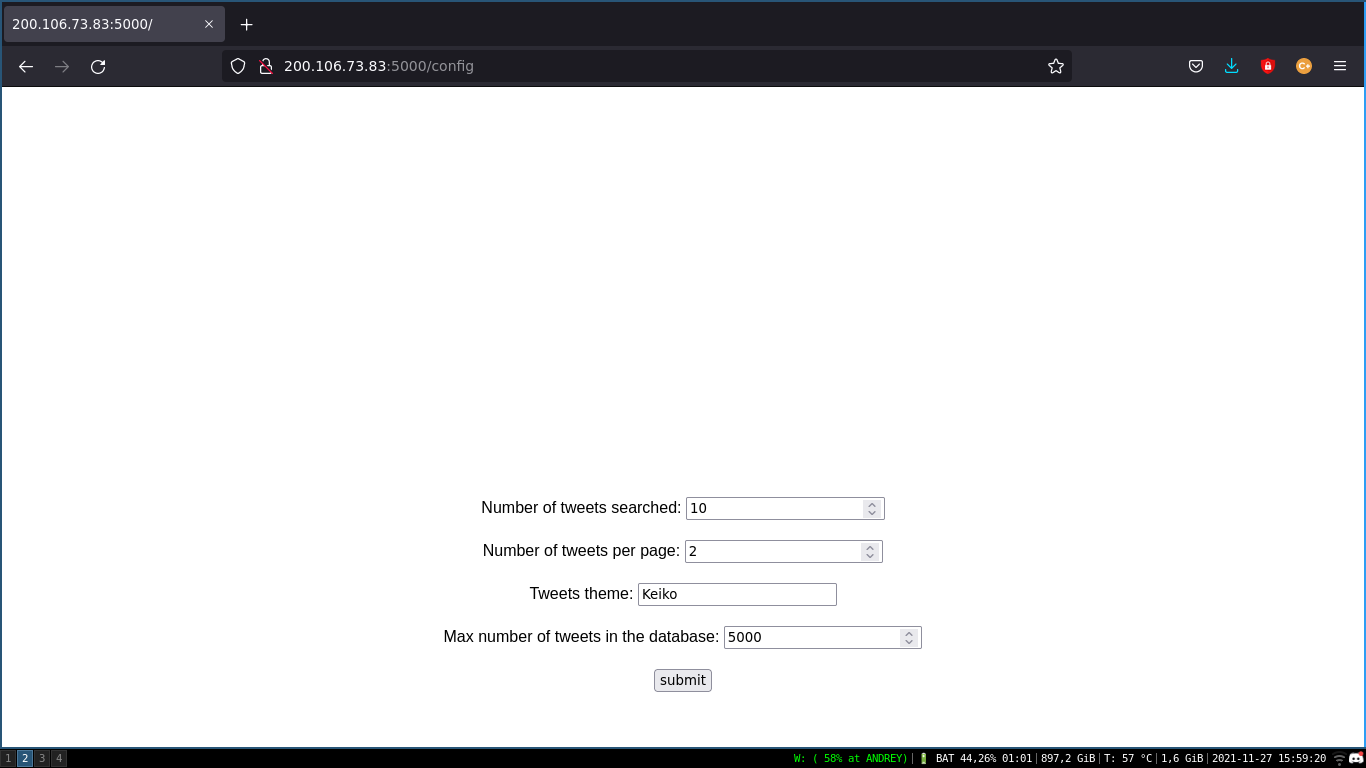 200.106.73.83:5000/
200.106.73.83:5000/config
C+
Number of tweets searched: 10
Number of tweets per page: 2
Tweets theme: Keiko
Max number of tweets in the database: 5000
submit
1 2 3 4 W: ( 58% at ANDREY)| BAT 44,26% 01:01|897,2 GiB|T: 57 °C|1,6 GiB|2021-11-27 15:59:20